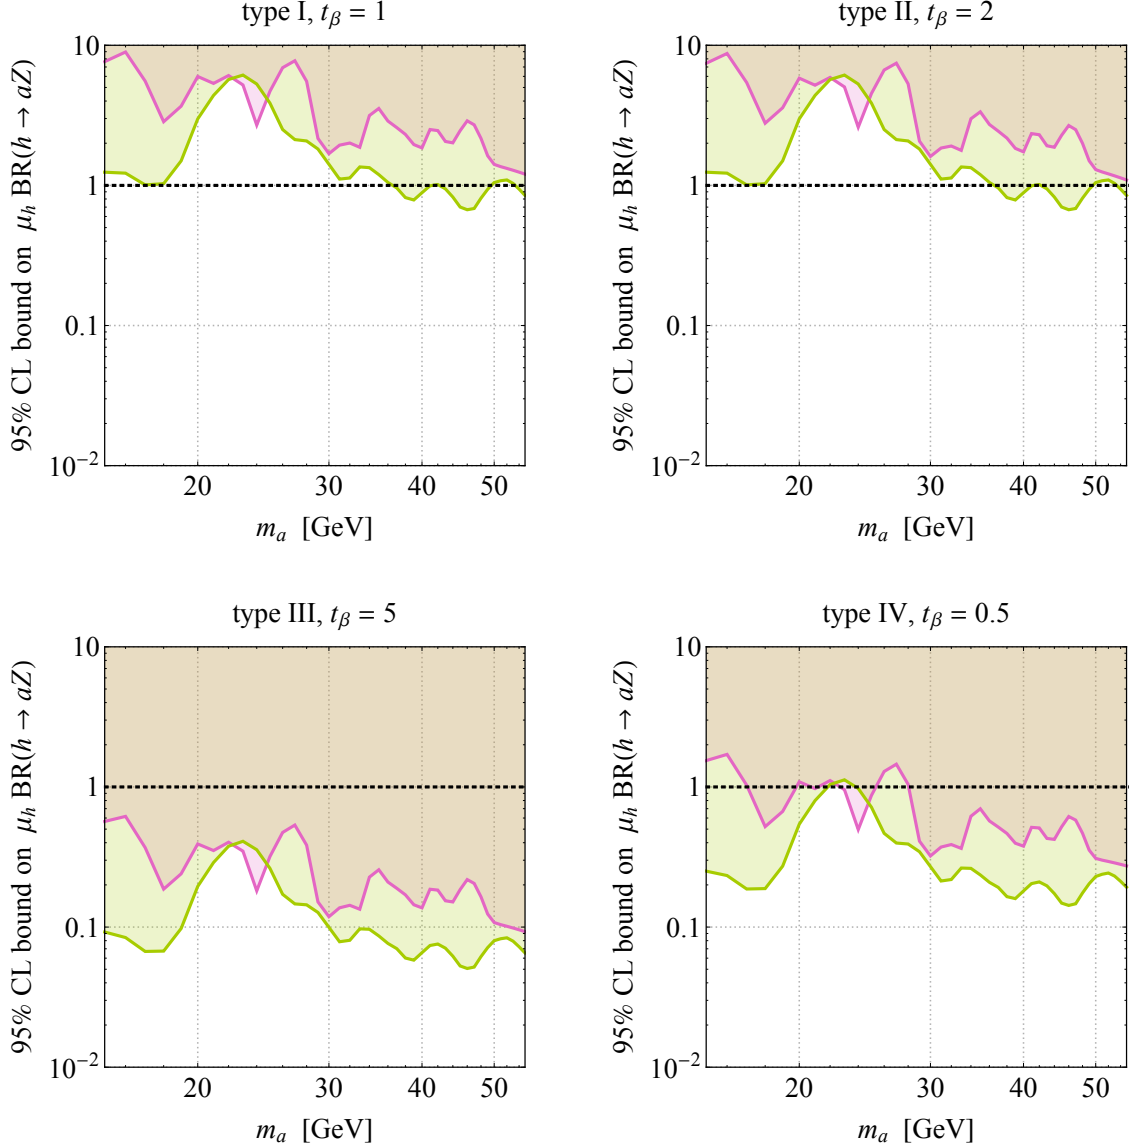 type I, tβ = 1
95% CL bound on μh BR(h → aZ)
10
1
0.1
10⁻²
20
30
40
50
ma [GeV]
type II, tβ = 2
95% CL bound on μh BR(h → aZ)
10
1
0.1
10⁻²
20
30
40
50
ma [GeV]
type III, tβ = 5
95% CL bound on μh BR(h → aZ)
10
1
0.1
10⁻²
20
30
40
50
ma [GeV]
type IV, tβ = 0.5
95% CL bound on μh BR(h → aZ)
10
1
0.1
10⁻²
20
30
40
50
ma [GeV]